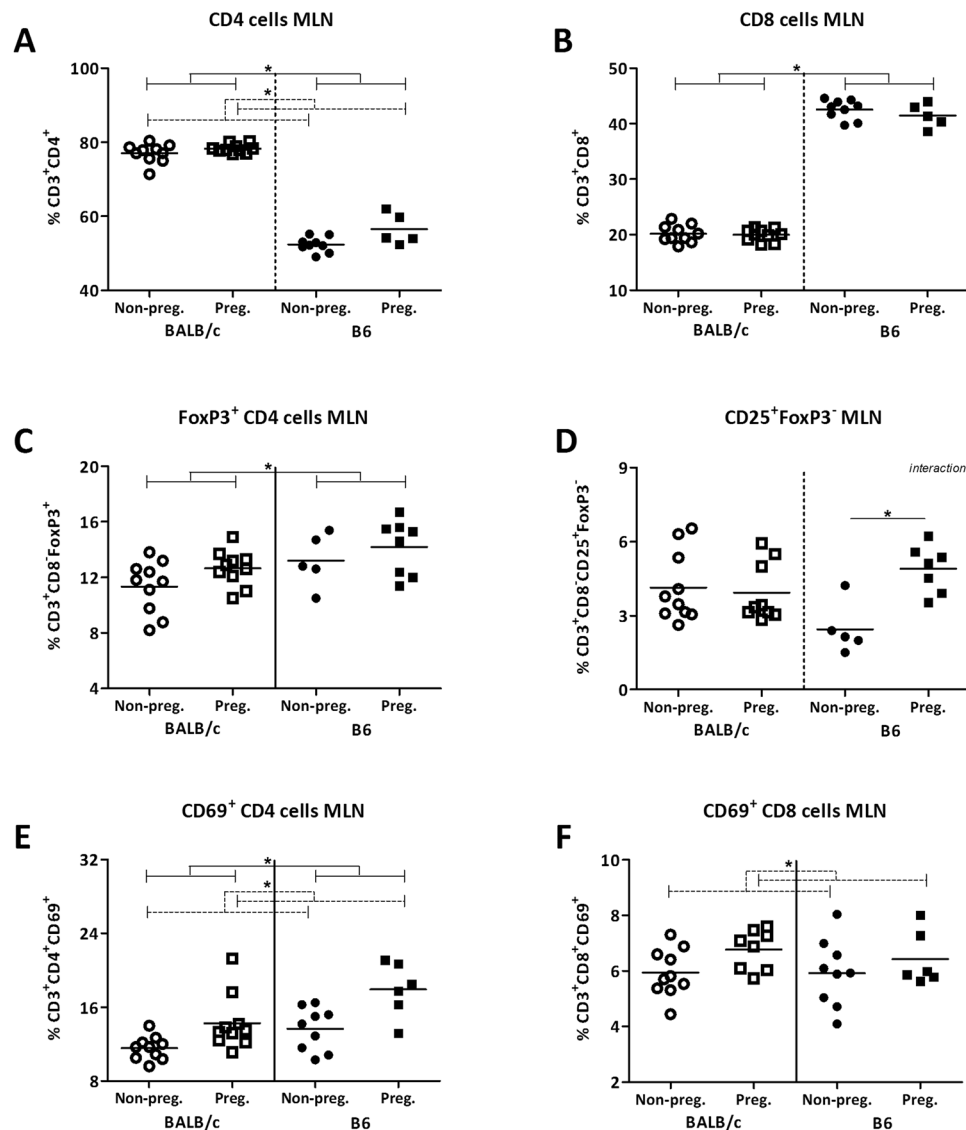 CD4 cells MLN
A
% CD3⁺CD4⁺
100
80
60
40
*
*
Non-preg. Preg. Non-preg. Preg.
BALB/c B6
CD8 cells MLN
B
% CD3⁺CD8⁺
50
40
30
20
10
*
Non-preg. Preg. Non-preg. Preg.
BALB/c B6
FoxP3⁺ CD4 cells MLN
C
% CD3⁺CD8⁻FoxP3⁺
20
16
12
8
4
*
Non-preg. Preg. Non-preg. Preg.
BALB/c B6
CD25⁺FoxP3⁻ MLN
D
% CD3⁺CD8⁻CD25⁺FoxP3⁻
9
6
3
0
interaction
*
Non-preg. Preg. Non-preg. Preg.
BALB/c B6
CD69⁺ CD4 cells MLN
E
% CD3⁺CD4⁺CD69⁺
32
24
16
8
*
*
Non-preg. Preg. Non-preg. Preg.
BALB/c B6
CD69⁺ CD8 cells MLN
F
% CD3⁺CD8⁺CD69⁺
10
8
6
4
2
*
Non-preg. Preg. Non-preg. Preg.
BALB/c B6